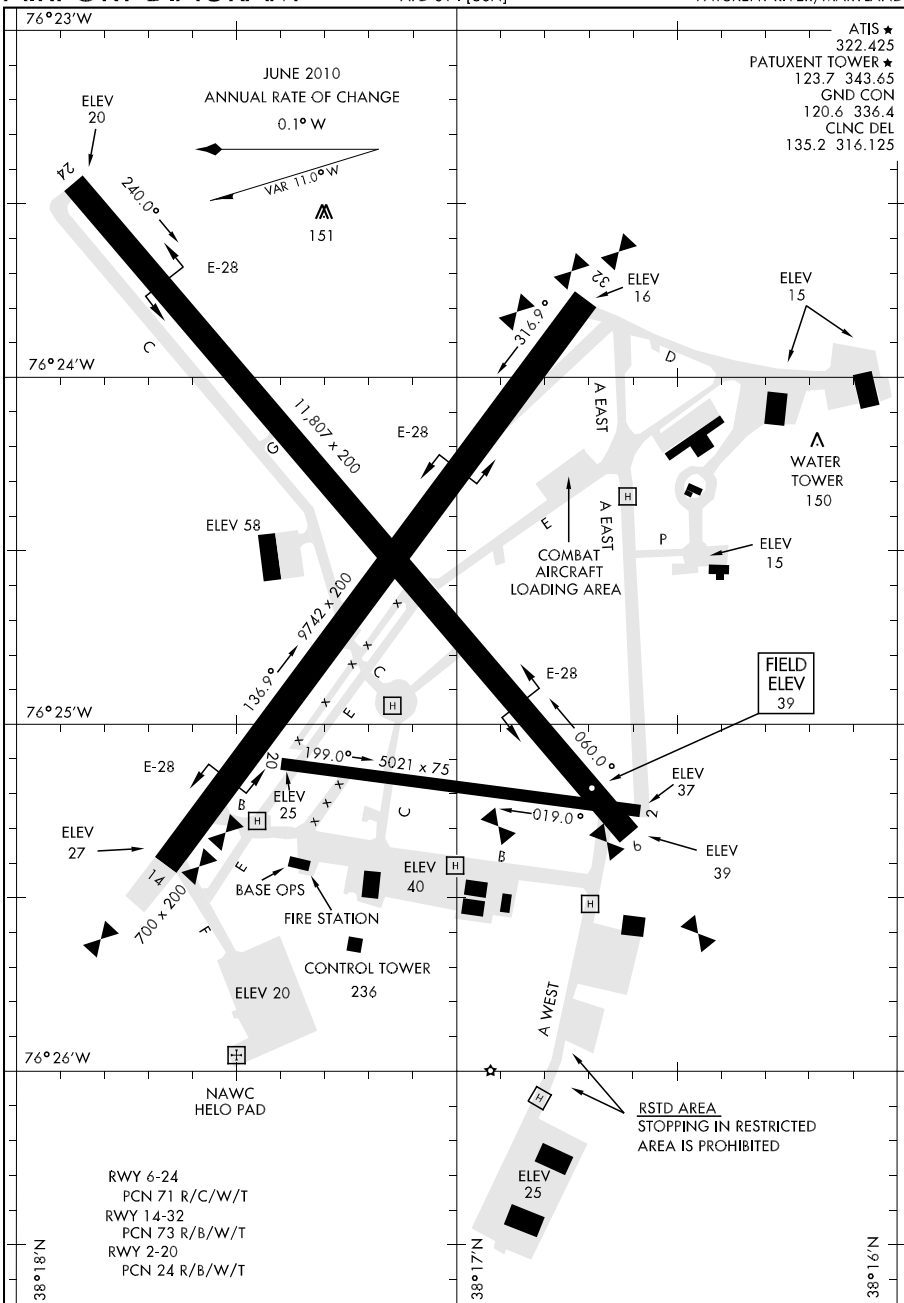 76°23'W
ATIS
322.425
PATUXENT TOWER
123.7 343.65
GND CON
120.6 336.4
CLNC DEL
135.2 316.125
JUNE 2010
ANNUAL RATE OF CHANGE
0.1° W
VAR 11.0° W
151
ELEV
20
24
240.0°
E-28
C
32
ELEV
16
316.9°
ELEV
15
76°24'W
D
A EAST
11,807 x 200
E-28
G
WATER
TOWER
150
H
ELEV 58
A EAST
E
P
COMBAT
AIRCRAFT
LOADING AREA
ELEV
15
9742 x 200
136.9°
C
E
H
E-28
FIELD
ELEV
39
76°25'W
060.0°
E-28
20
199.0°
5021 x 75
ELEV
25
ELEV
37
2
B
H
C
019.0°
B
6
ELEV
39
ELEV
27
14
700 x 200
E
BASE OPS
FIRE STATION
ELEV
40
H
H
F
CONTROL TOWER
236
ELEV 20
A WEST
76°26'W
NAWC
HELO PAD
H
RSTD AREA
STOPPING IN RESTRICTED
AREA IS PROHIBITED
ELEV
25
RWY 6-24
PCN 71 R/C/W/T
RWY 14-32
PCN 73 R/B/W/T
RWY 2-20
PCN 24 R/B/W/T
38°18'N
38°17'N
38°16'N